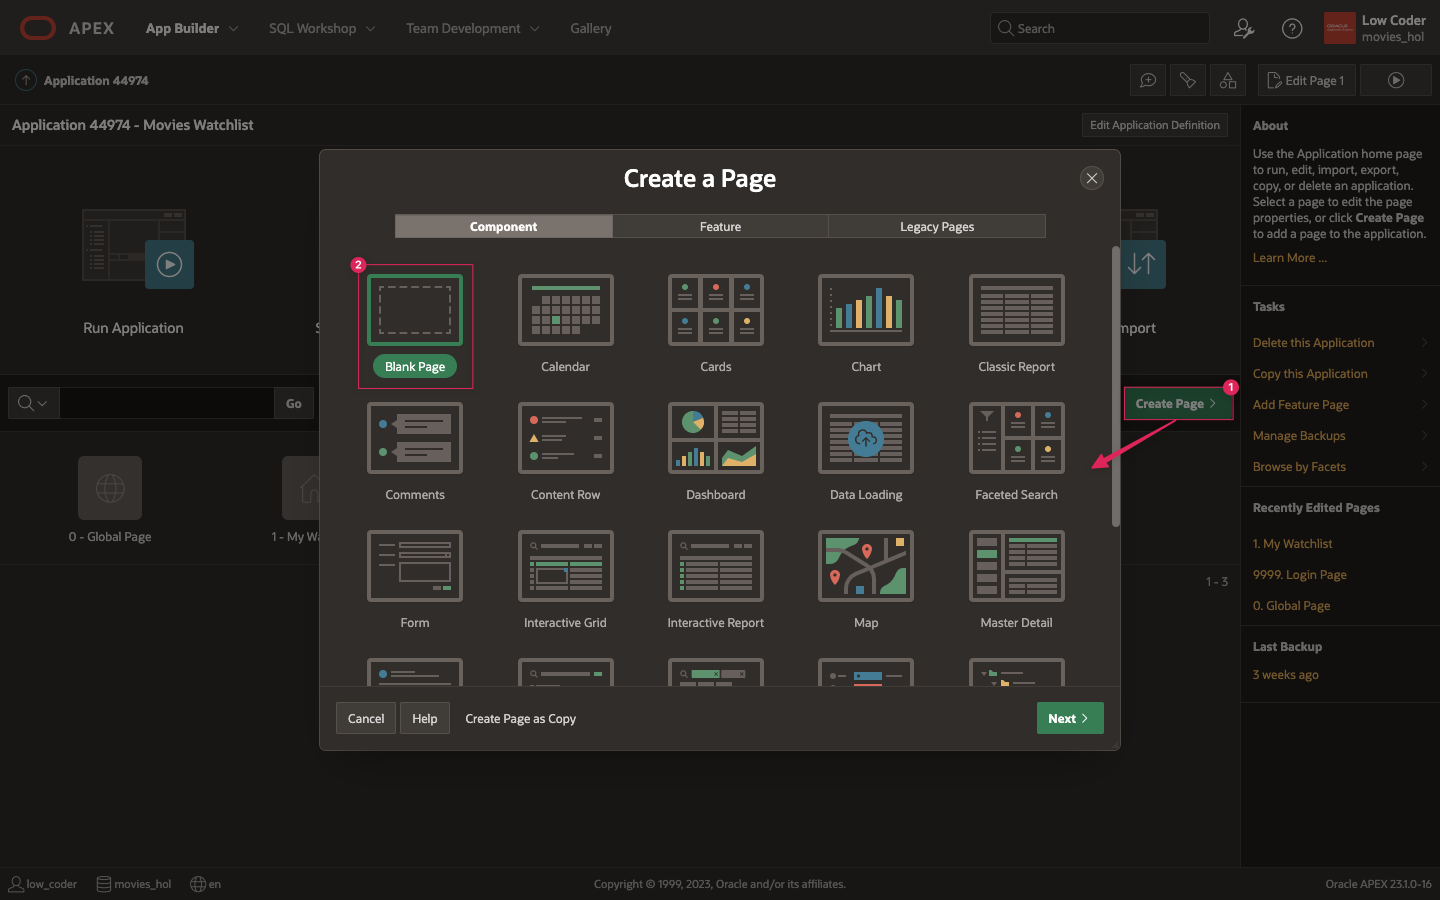 APEX
App Builder
SQL Workshop
Team Development
Gallery
Search
Low Coder
movies_hol
Application 44974
Edit Page 1
Application 44974 - Movies Watchlist
Edit Application Definition
Run Application
S
mport
Go
Create Page
1
0 - Global Page
1 - My Wa
1 - 3
Create a Page
Component
Feature
Legacy Pages
2
Blank Page
Calendar
Cards
Chart
Classic Report
Comments
Content Row
Dashboard
Data Loading
Faceted Search
Form
Interactive Grid
Interactive Report
Map
Master Detail
Cancel
Help
Create Page as Copy
Next
About
Use the Application home page
to run, edit, import, export,
copy, or delete an application.
Select a page to edit the page
properties, or click Create Page
to add a page to the application.
Learn More ...
Tasks
Delete this Application
Copy this Application
Add Feature Page
Manage Backups
Browse by Facets
Recently Edited Pages
1. My Watchlist
9999. Login Page
0. Global Page
Last Backup
3 weeks ago
low_coder
movies_hol
en
Copyright © 1999, 2023, Oracle and/or its affiliates.
Oracle APEX 23.1.0-16